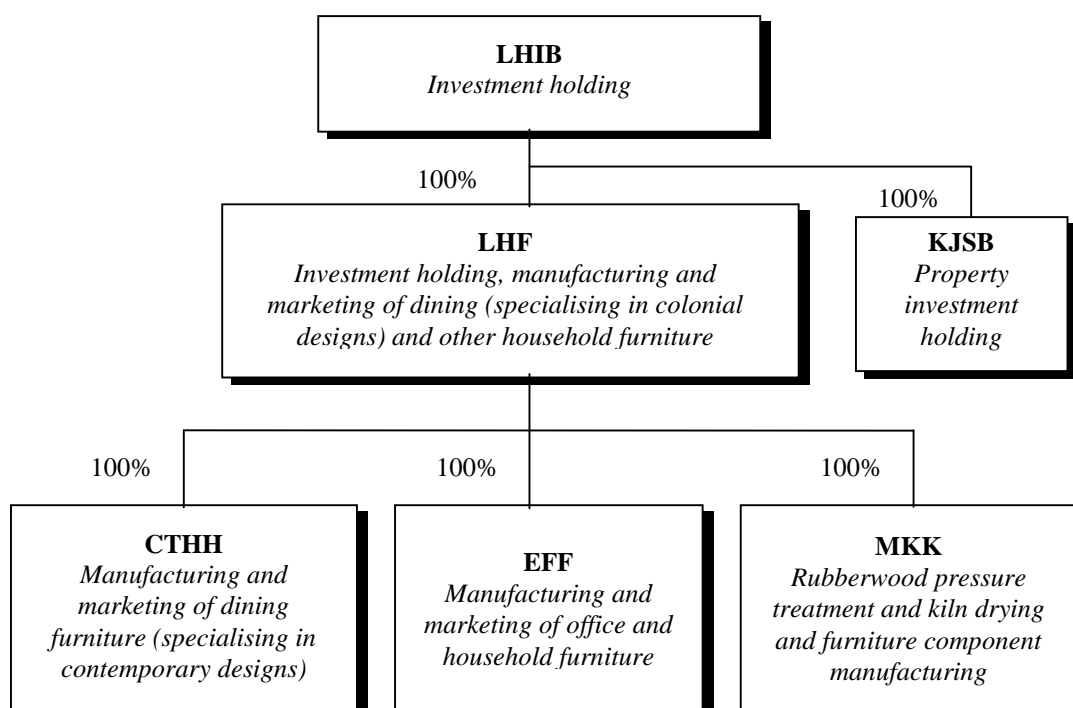 LHIB
Investment holding
100%
100%
LHF
Investment holding, manufacturing and
marketing of dining (specialising in colonial
designs) and other household furniture
KJSB
Property
investment
holding
100%
100%
100%
CTHH
Manufacturing and
marketing of dining
furniture (specialising in
contemporary designs)
EFF
Manufacturing and
marketing of office and
household furniture
MKK
Rubberwood pressure
treatment and kiln drying
and furniture component
manufacturing